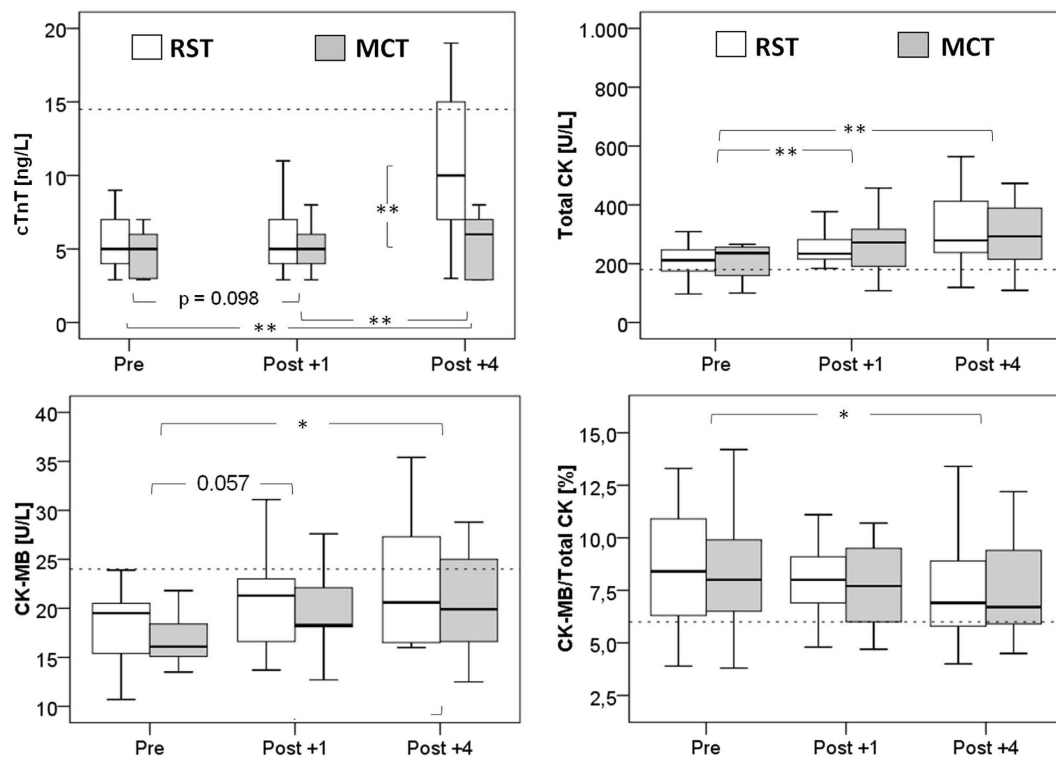 20
15
10
5
0
cTnT [ng/L]
RST
MCT
**
p = 0.098
**
**
Pre
Post +1
Post +4
1.000
800
600
400
200
0
Total CK [U/L]
RST
MCT
**
**
Pre
Post +1
Post +4
40
35
30
25
20
15
10
CK-MB [U/L]
*
0.057
Pre
Post +1
Post +4
15,0
12,5
10,0
7,5
5,0
2,5
CK-MB/Total CK [%]
*
Pre
Post +1
Post +4